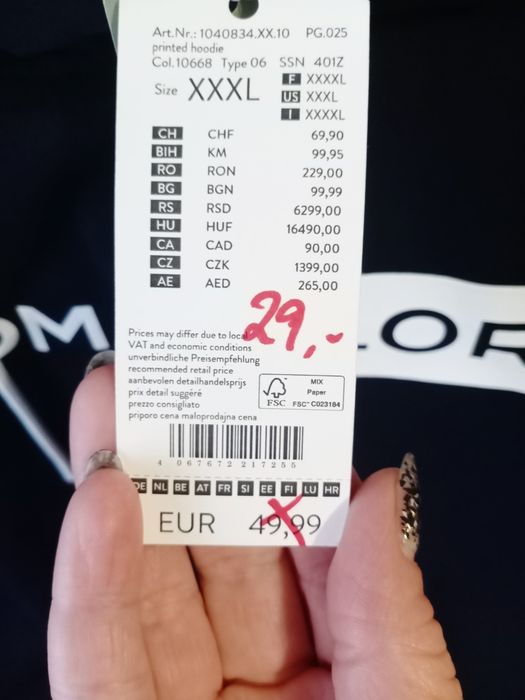 Art.Nr.: 1040834.XX.10 PG.025
printed hoodie
Col.10668 Type 06 SSN 401Z
Size XXXL
F XXXXL
US XXXL
I XXXXL
CH CHF 69,90
BIH KM 99,95
RO RON 229,00
BG BGN 99,99
RS RSD 6299,00
HU HUF 16490,00
CA CAD 90,00
CZ CZK 1399,00
AE AED 265,00
29,-
OM
LOR
Prices may differ due to local
VAT and economic conditions
unverbindliche Preisempfehlung
recommended retail price
aanbevolen detailhandelsprijs
prix detail suggéré
prezzo consigliato
priporo cena maloprodajna cena
FSC
MIX
Paper
FSC™ C023184
4 067672 217255
DE NL BE AT FR SI EE FI LU HR
EUR 49,99